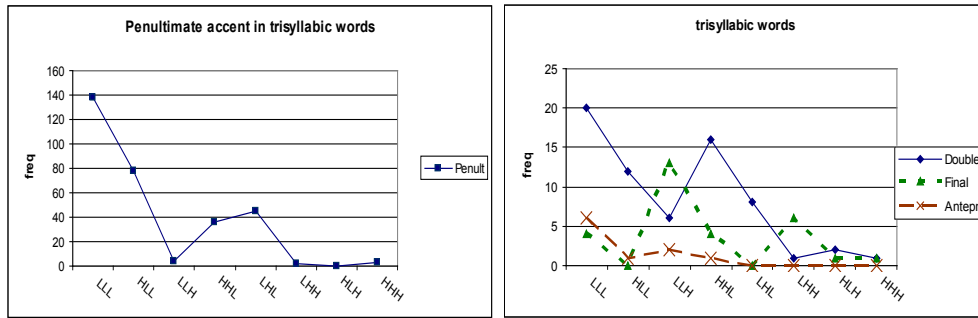 Penultimate accent in trisyllabic words
160
140
120
100
80
60
40
20
0
freq
LLL
HLL
LLH
HHL
LHL
LHH
HLH
HHH
Penult
trisyllabic words
25
20
15
10
5
0
freq
LLL
HLL
LLH
HHL
LHL
LHH
HLH
HHH
Double
Final
Antepr